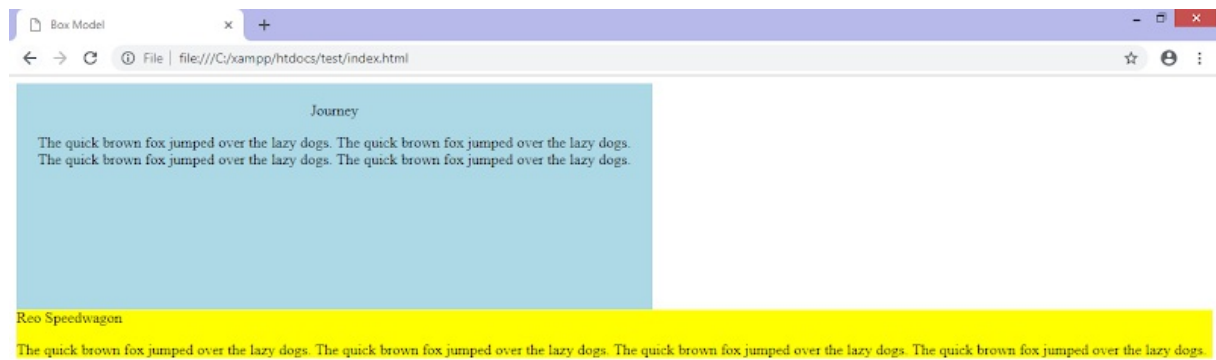 Box Model
File | file:///C:/xampp/htdocs/test/index.html
Journey
The quick brown fox jumped over the lazy dogs. The quick brown fox jumped over the lazy dogs.
The quick brown fox jumped over the lazy dogs. The quick brown fox jumped over the lazy dogs.
Reo Speedwagon
The quick brown fox jumped over the lazy dogs. The quick brown fox jumped over the lazy dogs. The quick brown fox jumped over the lazy dogs. The quick brown fox jumped over the lazy dogs.